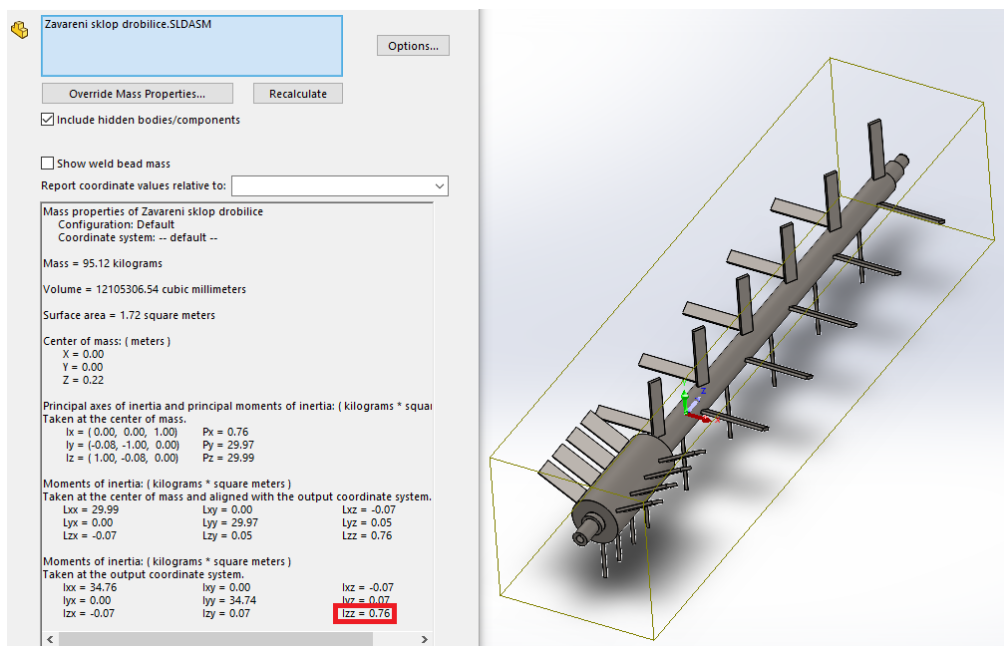 Zavareni sklop drobilice.SLDASM
Options...
Override Mass Properties...
Recalculate
Include hidden bodies/components
Show weld bead mass
Report coordinate values relative to:
Mass properties of Zavareni sklop drobilice
Configuration: Default
Coordinate system: -- default --
Mass = 95.12 kilograms
Volume = 12105306.54 cubic millimeters
Surface area = 1.72 square meters
Center of mass: ( meters )
X = 0.00
Y = 0.00
Z = 0.22
Principal axes of inertia and principal moments of inertia: ( kilograms * squar
Taken at the center of mass.
Ix = ( 0.00, 0.00, 1.00) Px = 0.76
Iy = (-0.08, -1.00, 0.00) Py = 29.97
Iz = ( 1.00, -0.08, 0.00) Pz = 29.99
Moments of inertia: ( kilograms * square meters )
Taken at the center of mass and aligned with the output coordinate system.
Lxx = 29.99 Lxy = 0.00 Lxz = -0.07
Lyx = 0.00 Lyy = 29.97 Lyz = 0.05
Lzx = -0.07 Lzy = 0.05 Lzz = 0.76
Moments of inertia: ( kilograms * square meters )
Taken at the output coordinate system.
Ixx = 34.76 Ixy = 0.00 Ixz = -0.07
Iyx = 0.00 Iyy = 34.74 Iyz = 0.07
Izx = -0.07 Izy = 0.07 Izz = 0.76
Z
X